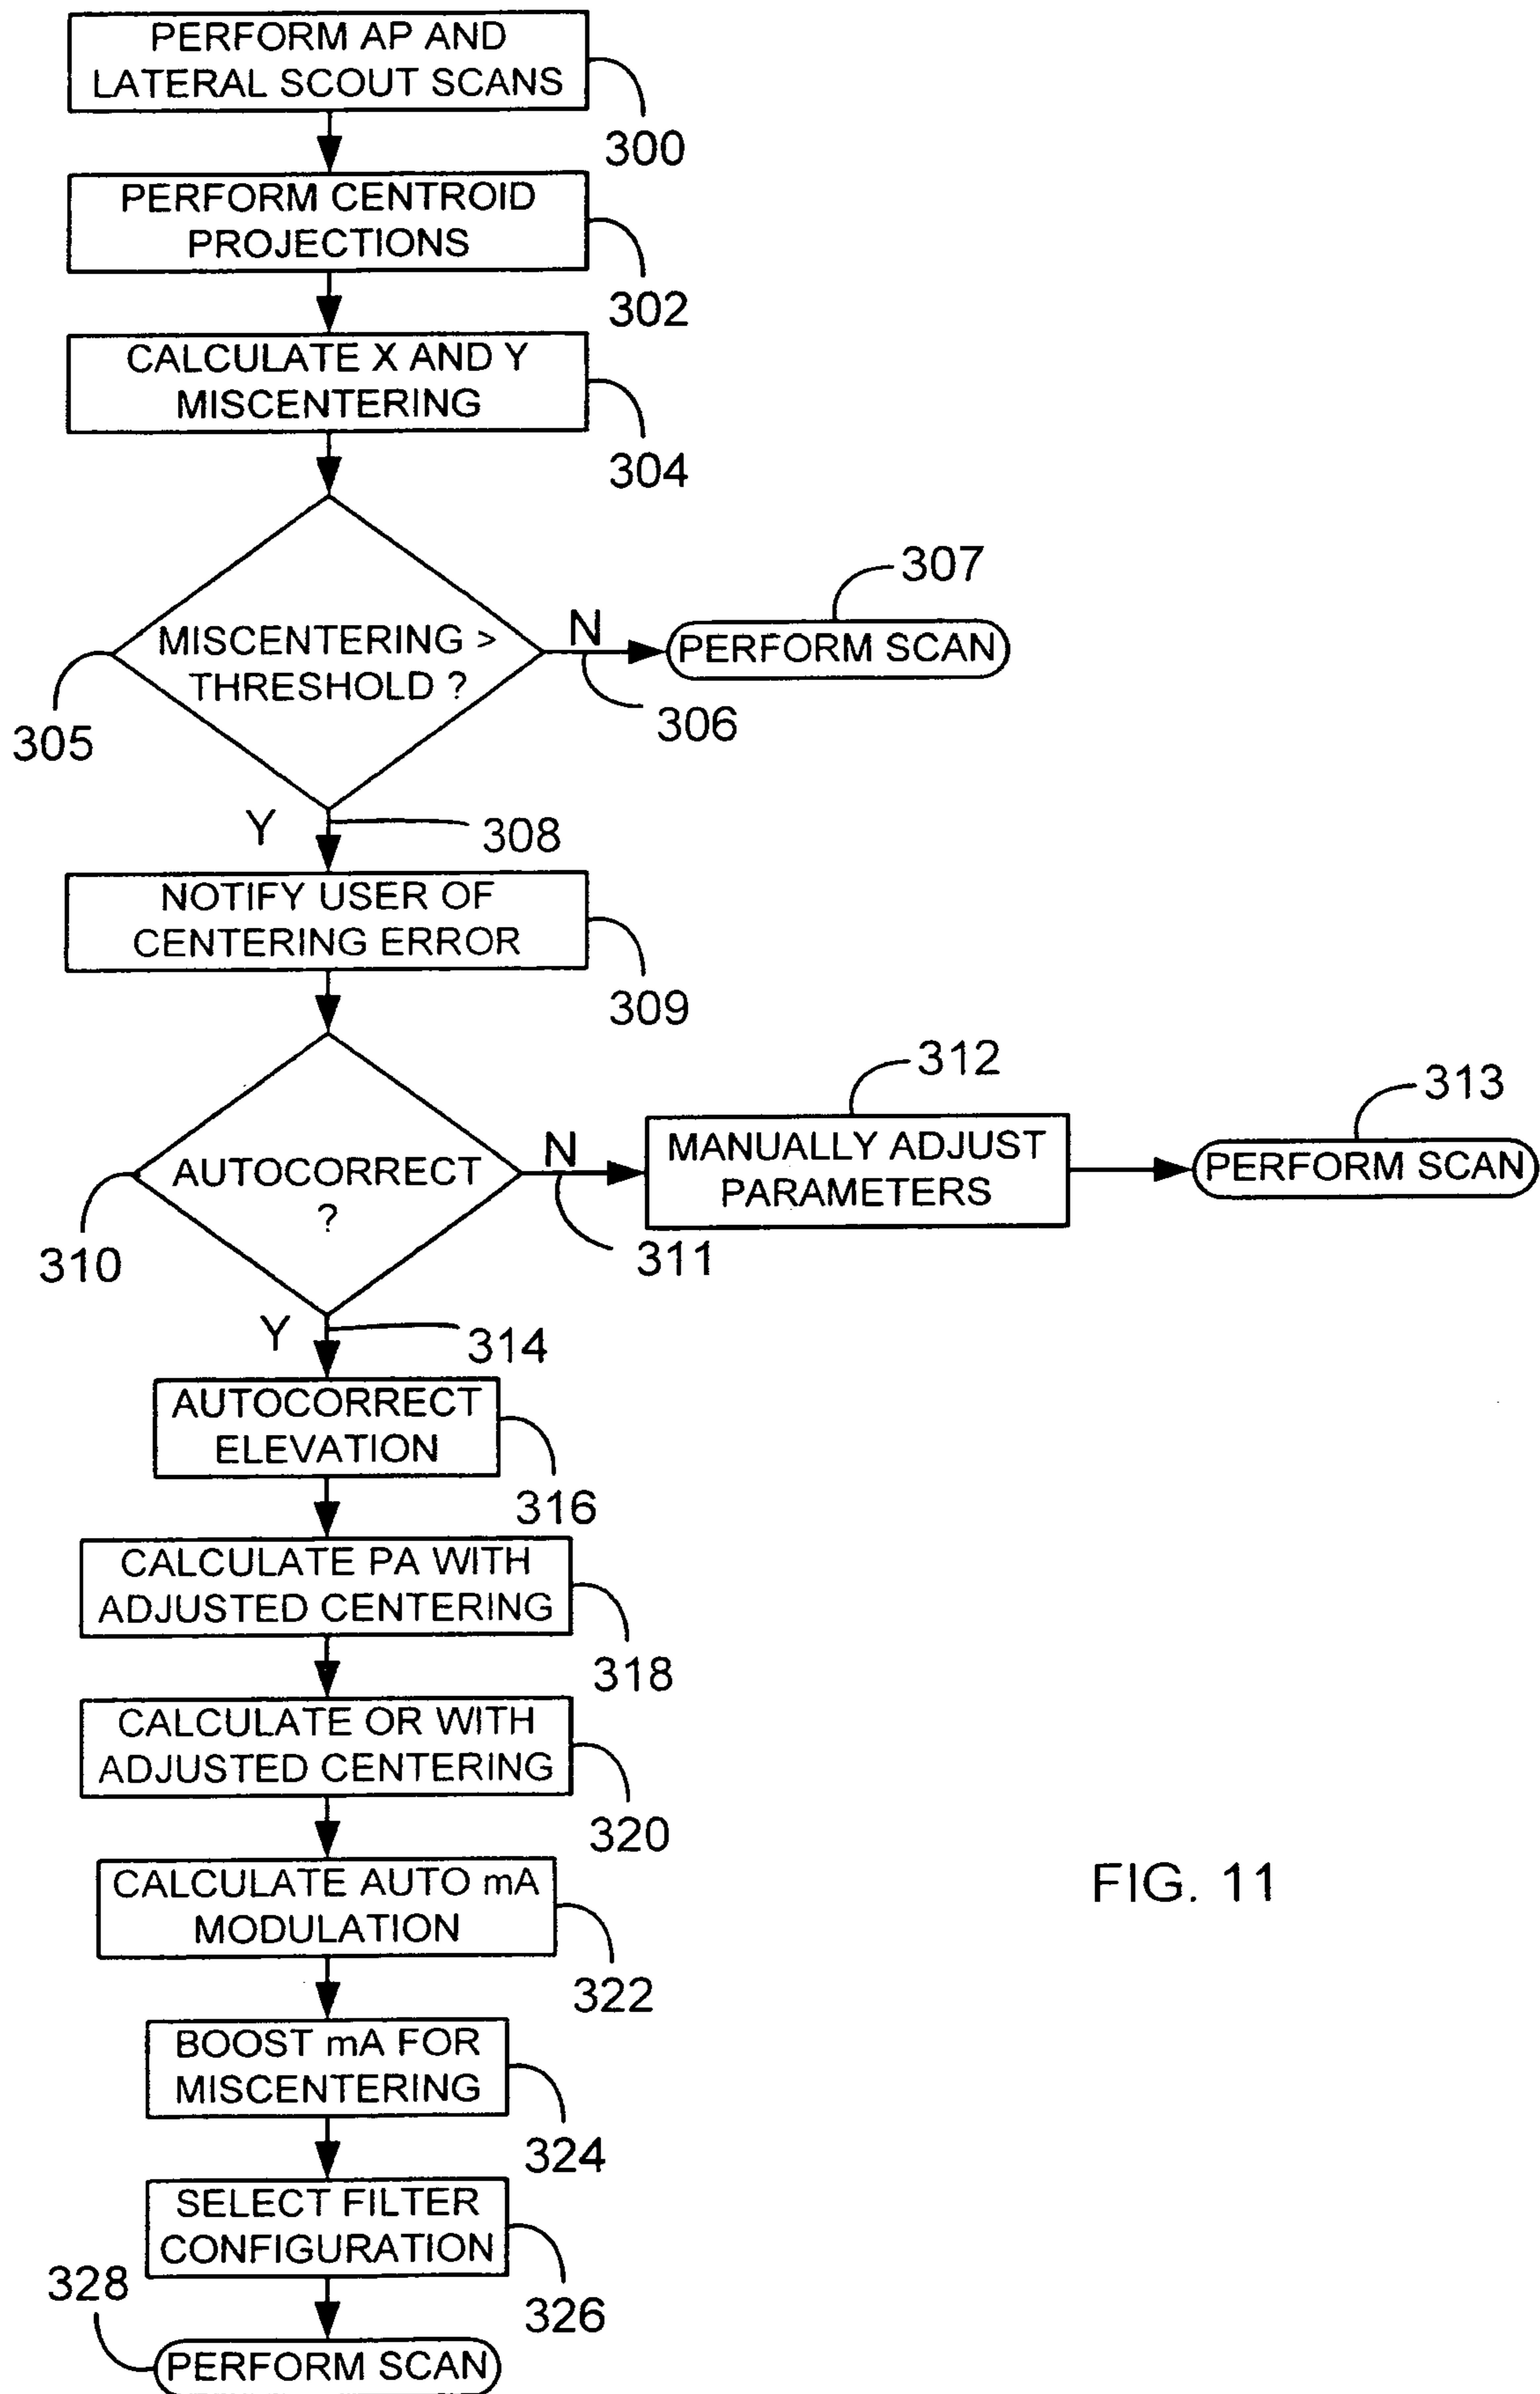 PERFORM AP AND
LATERAL SCOUT SCANS
300
PERFORM CENTROID
PROJECTIONS
302
CALCULATE X AND Y
MISCENTERING
304
MISCENTERING >
THRESHOLD ?
305
N
306
307
PERFORM SCAN
Y
308
NOTIFY USER OF
CENTERING ERROR
309
AUTOCORRECT
?
310
N
311
312
MANUALLY ADJUST
PARAMETERS
313
PERFORM SCAN
Y
314
AUTOCORRECT
ELEVATION
316
CALCULATE PA WITH
ADJUSTED CENTERING
318
CALCULATE OR WITH
ADJUSTED CENTERING
320
CALCULATE AUTO mA
MODULATION
322
BOOST mA FOR
MISCENTERING
324
SELECT FILTER
CONFIGURATION
326
328
PERFORM SCAN
FIG. 11